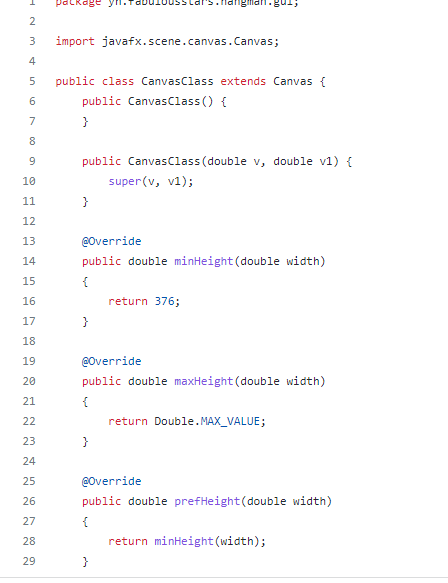 1 package yh.fabulousstars.hangman.gui;
2
3 import javafx.scene.canvas.Canvas;
4
5 public class CanvasClass extends Canvas {
6     public CanvasClass() {
7     }
8
9     public CanvasClass(double v, double v1) {
10         super(v, v1);
11     }
12
13     @Override
14     public double minHeight(double width)
15     {
16         return 376;
17     }
18
19     @Override
20     public double maxHeight(double width)
21     {
22         return Double.MAX_VALUE;
23     }
24
25     @Override
26     public double prefHeight(double width)
27     {
28         return minHeight(width);
29     }